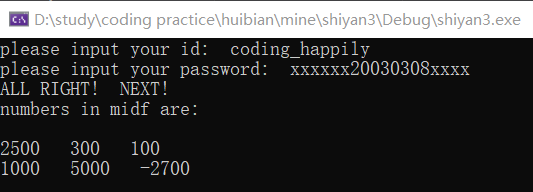 D:\study\coding practice\huibian\mine\shiyan3\Debug\shiyan3.exe
please input your id:  coding_happily
please input your password:  xxxxxx20030308xxxx
ALL RIGHT!  NEXT!
numbers in midf are:
2500   300   100
1000   5000   -2700